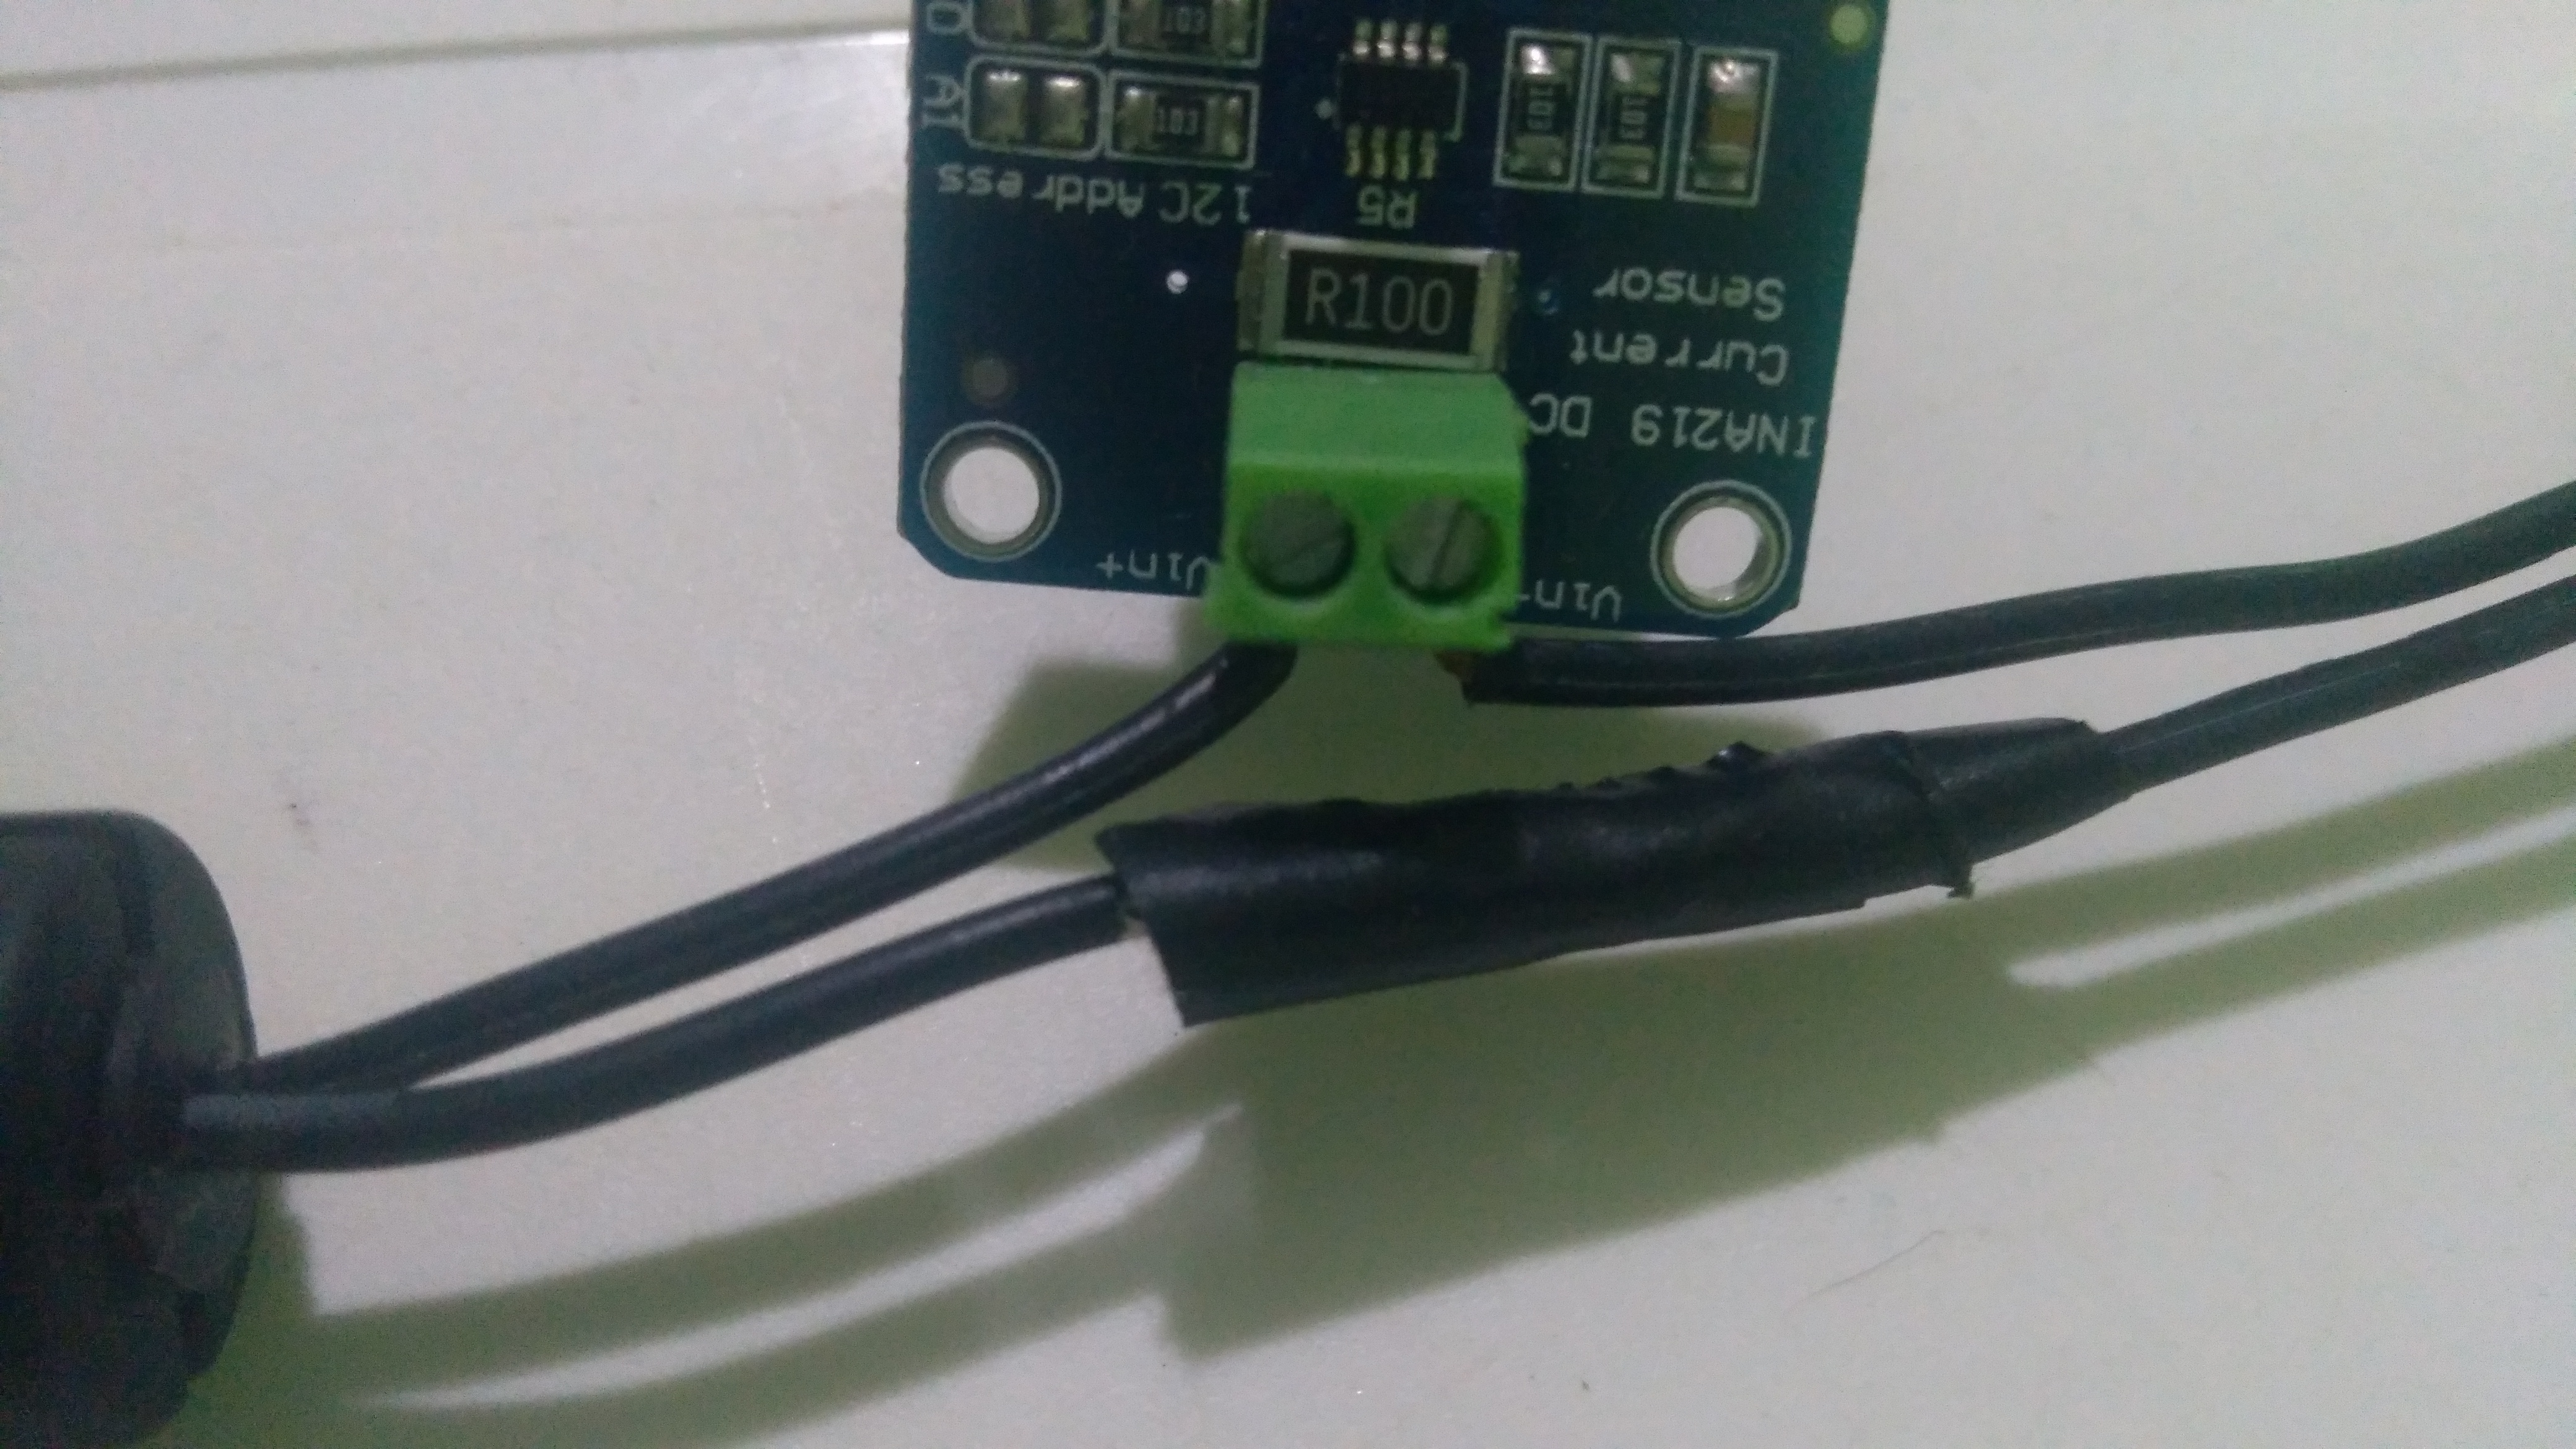 Vin-
Vin+
INA219 DC
Current
Sensor
R100
R5
I2C Address
103
103
103
A1
103